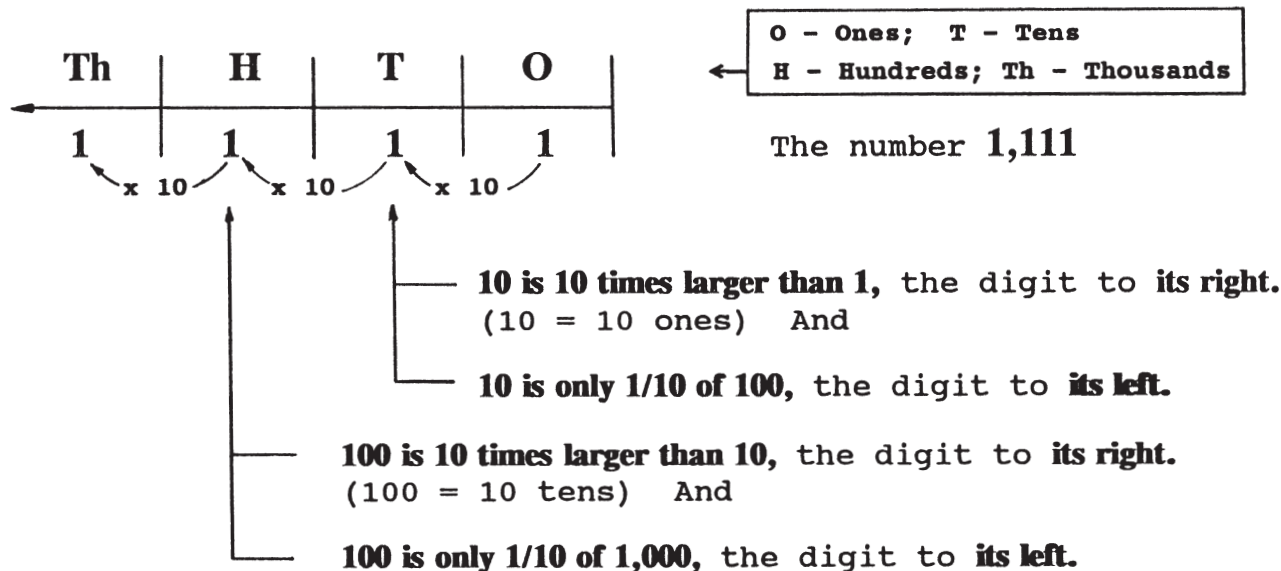 Th H T O
1 1 1 1
x 10 x 10 x 10
O - Ones; T - Tens
H - Hundreds; Th - Thousands
The number 1,111
10 is 10 times larger than 1, the digit to its right.
(10 = 10 ones) And
10 is only 1/10 of 100, the digit to its left.
100 is 10 times larger than 10, the digit to its right.
(100 = 10 tens) And
100 is only 1/10 of 1,000, the digit to its left.